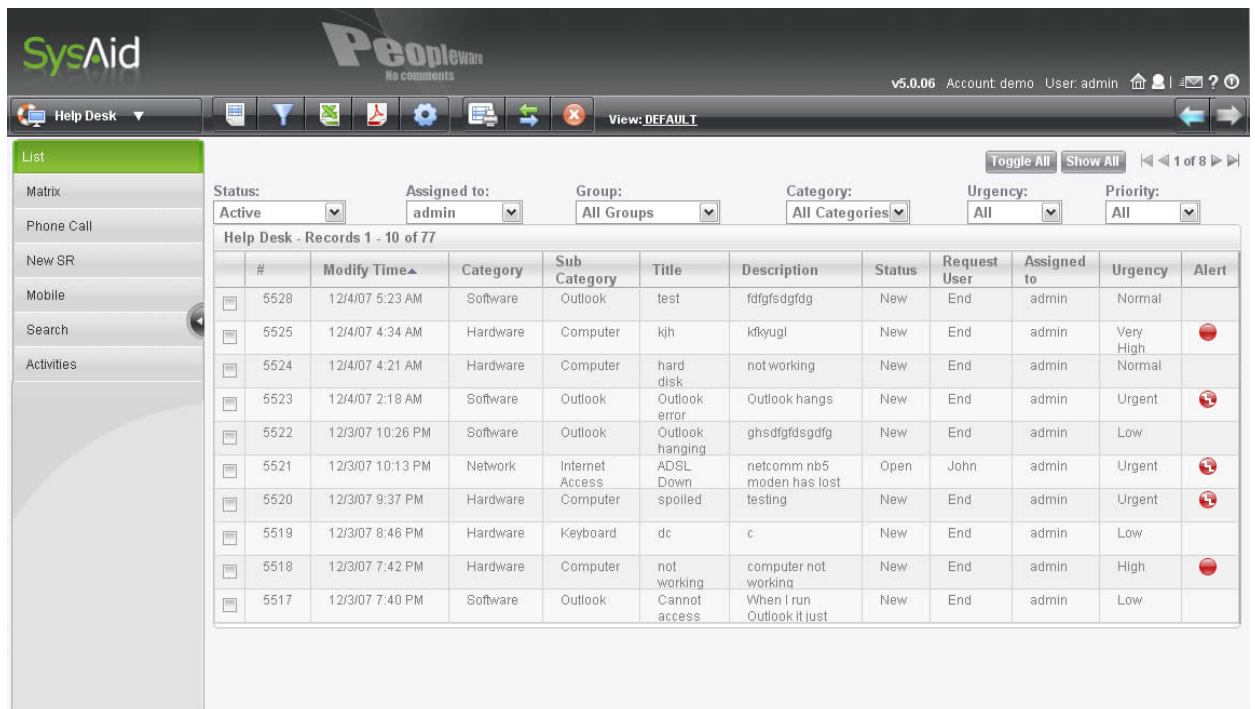 SysAid
Peopleware
No comments
v5.0.06 Account: demo User: admin
Help Desk
View: DEFAULT
List
Matrix
Phone Call
New SR
Mobile
Search
Activities
Toggle All Show All 1 of 8
Status: Assigned to: Group: Category: Urgency: Priority:
Active admin All Groups All Categories All All
Help Desk - Records 1 - 10 of 77
# Modify Time Category Sub Category Title Description Status Request User Assigned to Urgency Alert
5528 12/4/07 5:23 AM Software Outlook test fdfgfsdgfdg New End admin Normal
5525 12/4/07 4:34 AM Hardware Computer kjh kfkyugl New End admin Very High
5524 12/4/07 4:21 AM Hardware Computer hard disk not working New End admin Normal
5523 12/4/07 2:18 AM Software Outlook Outlook error Outlook hangs New End admin Urgent
5522 12/3/07 10:26 PM Software Outlook Outlook hanging ghsdfgfdsgdfg New End admin Low
5521 12/3/07 10:13 PM Network Internet Access ADSL Down netcomm nb5 moden has lost Open John admin Urgent
5520 12/3/07 9:37 PM Hardware Computer spoiled testing New End admin Urgent
5519 12/3/07 8:46 PM Hardware Keyboard dc c New End admin Low
5518 12/3/07 7:42 PM Hardware Computer not working computer not working New End admin High
5517 12/3/07 7:40 PM Software Outlook Cannot access When I run Outlook it just New End admin Low